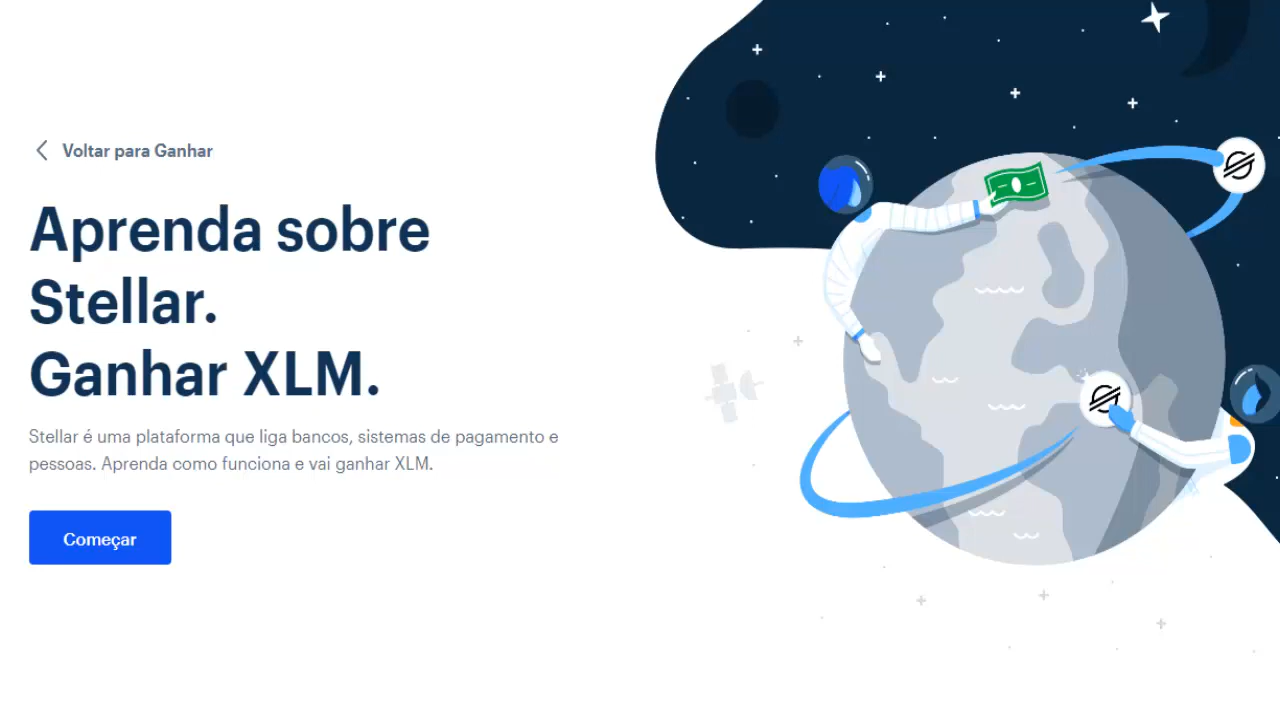 Voltar para Ganhar
Aprenda sobre
Stellar.
Ganhar XLM.
Stellar é uma plataforma que liga bancos, sistemas de pagamento e
pessoas. Aprenda como funciona e vai ganhar XLM.
Começar